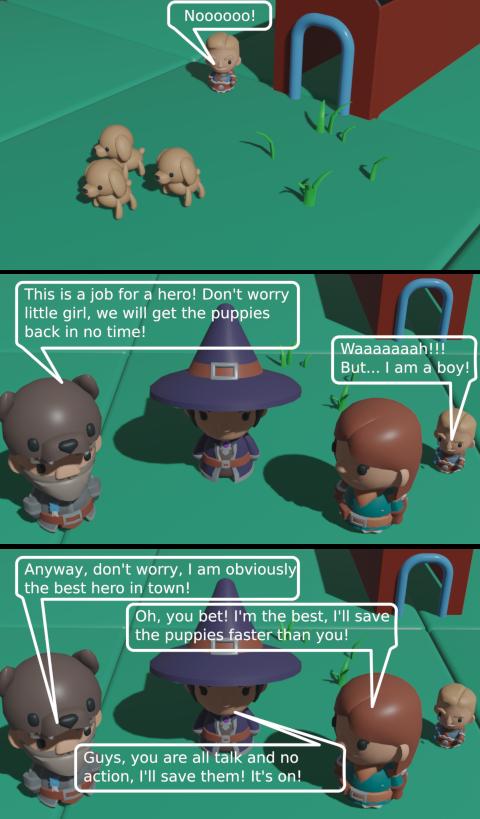 Noooooo!
This is a job for a hero! Don't worry
little girl, we will get the puppies
back in no time!
Waaaaaaah!!!
But... I am a boy!
Anyway, don't worry, I am obviously
the best hero in town!
Oh, you bet! I'm the best, I'll save
the puppies faster than you!
Guys, you are all talk and no
action, I'll save them! It's on!